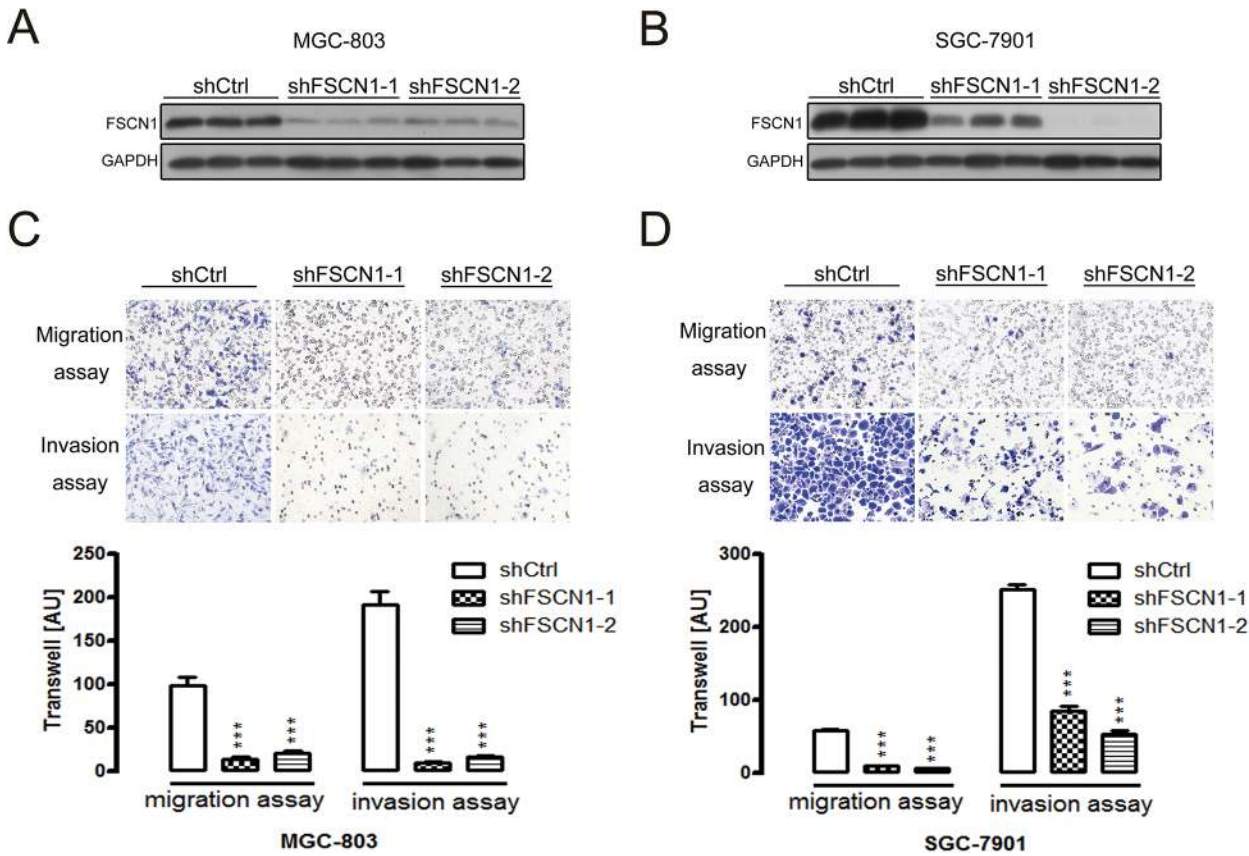 A
MGC-803
shCtrl shFSCN1-1 shFSCN1-2
FSCN1
GAPDH
B
SGC-7901
shCtrl shFSCN1-1 shFSCN1-2
FSCN1
GAPDH
C
shCtrl shFSCN1-1 shFSCN1-2
Migration
assay
Invasion
assay
250
200
150
100
50
0
Transwell [AU]
shCtrl
shFSCN1-1
shFSCN1-2
*** *** *** ***
migration assay invasion assay
MGC-803
D
shCtrl shFSCN1-1 shFSCN1-2
Migration
assay
Invasion
assay
300
200
100
0
Transwell [AU]
shCtrl
shFSCN1-1
shFSCN1-2
*** *** *** ***
migration assay invasion assay
SGC-7901